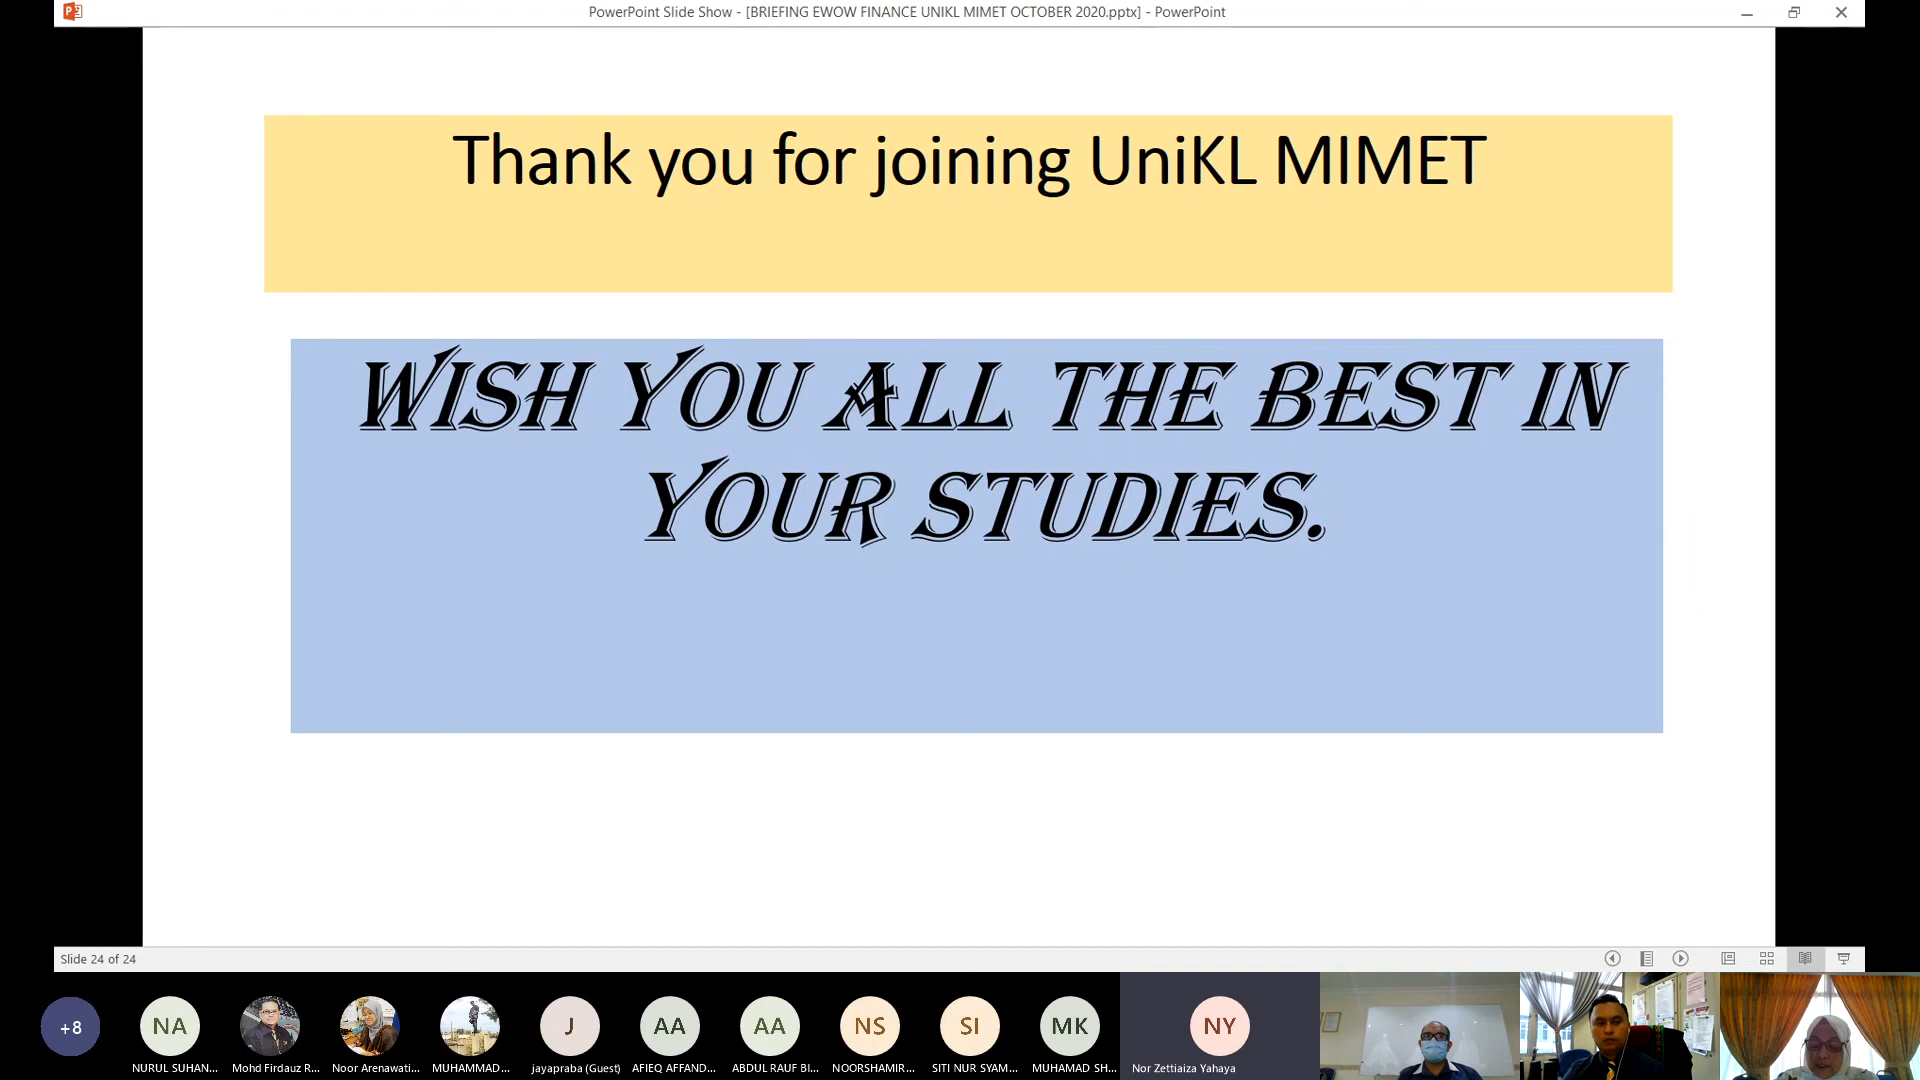 PowerPoint Slide Show - [BRIEFING EWOW FINANCE UNIKL MIMET OCTOBER 2020.pptx] - PowerPoint
Thank you for joining UniKL MIMET
WISH YOU ALL THE BEST IN
YOUR STUDIES.
Slide 24 of 24
+8
NA
J
AA
AA
NS
SI
MK
NY
NURUL SUHAN...
Mohd Firdauz R...
Noor Arenawati...
MUHAMMAD...
jayapraba (Guest)
AFIEQ AFFAND...
ABDUL RAUF BI...
NOORSHAMIR...
SITI NUR SYAM...
MUHAMAD SH...
Nor Zettiaiza Yahaya